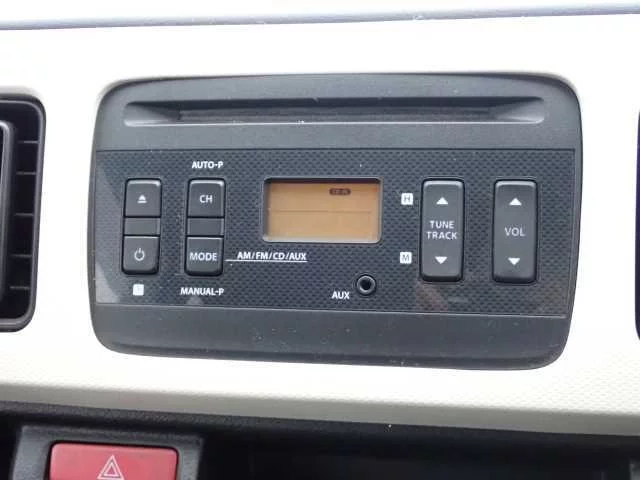 AUTO-P
CH
H
TUNE
TRACK
VOL
MODE
AM/FM/CD/AUX
M
MANUAL-P
AUX